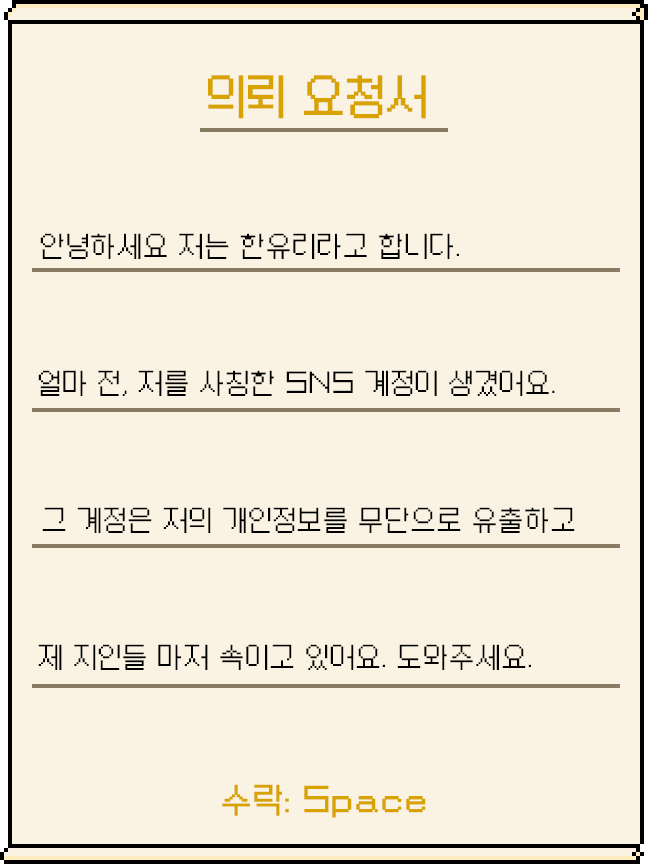 의뢰 요청서
안녕하세요 저는 한유리라고 합니다.
얼마 전, 저를 사칭한 SNS 계정이 생겼어요.
그 계정은 저의 개인정보를 무단으로 유출하고
제 지인들 마저 속이고 있어요. 도와주세요.
수락: Space